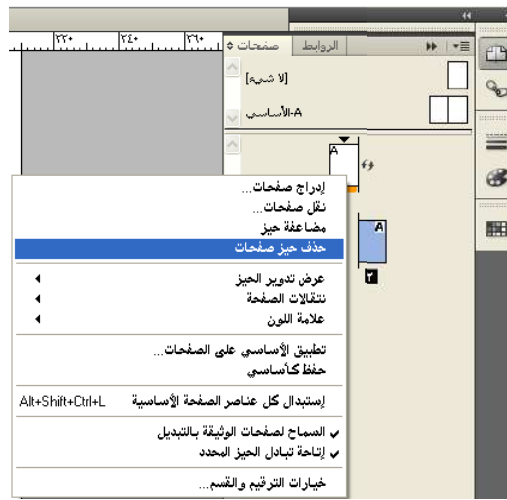 ٢٢٠ ٢٤٠ ٢٦٠
صفحات الروابط
[لا شيء]
A-الأساسي
A
A
٢
إدراج صفحات...
نقل صفحات...
مضاعفة حيز
حذف حيز صفحات
عرض تدوير الحيز
نتقالات الصفحة
علامة اللون
تطبيق الأساسي على الصفحات...
حفظ كأساسي
إستبدال كل عناصر الصفحة الأساسية Alt+Shift+Ctrl+L
السماح لصفحات الوثيقة بالتبديل
إتاحة تبادل الحيز المحدد
خيارات الترقيم والقسم...